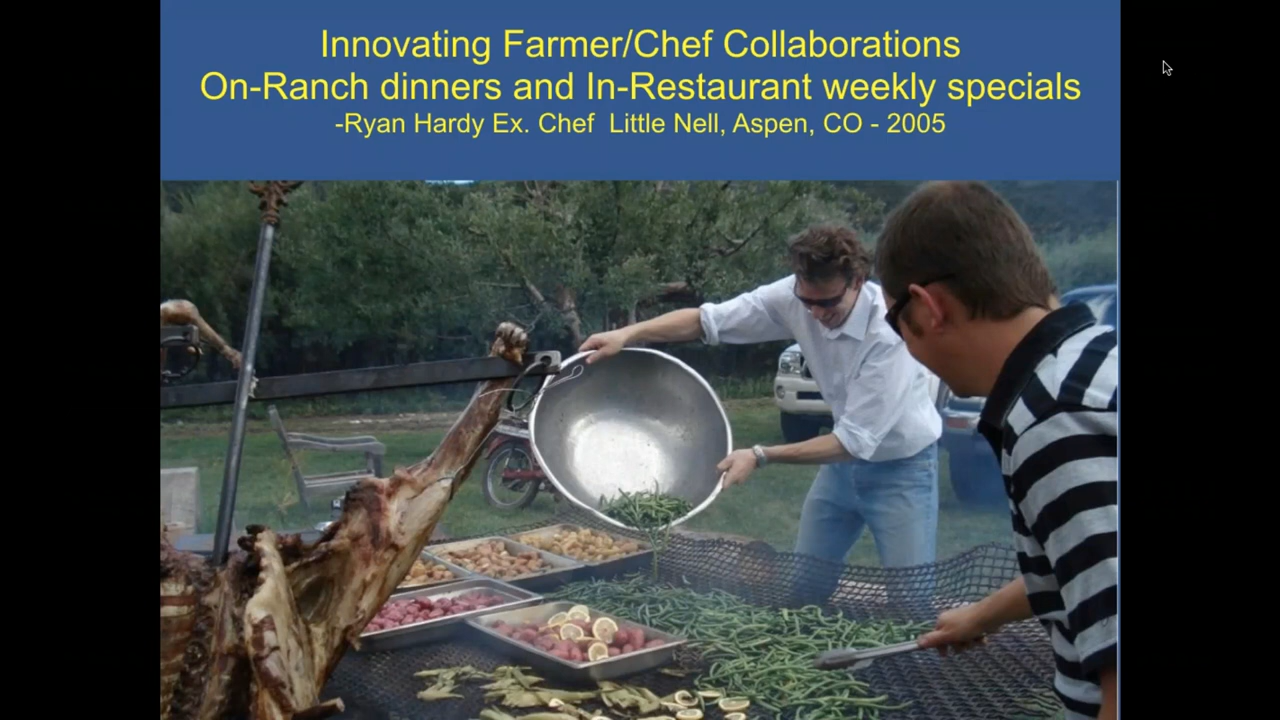 Innovating Farmer/Chef Collaborations
On-Ranch dinners and In-Restaurant weekly specials
-Ryan Hardy Ex. Chef  Little Nell, Aspen, CO - 2005